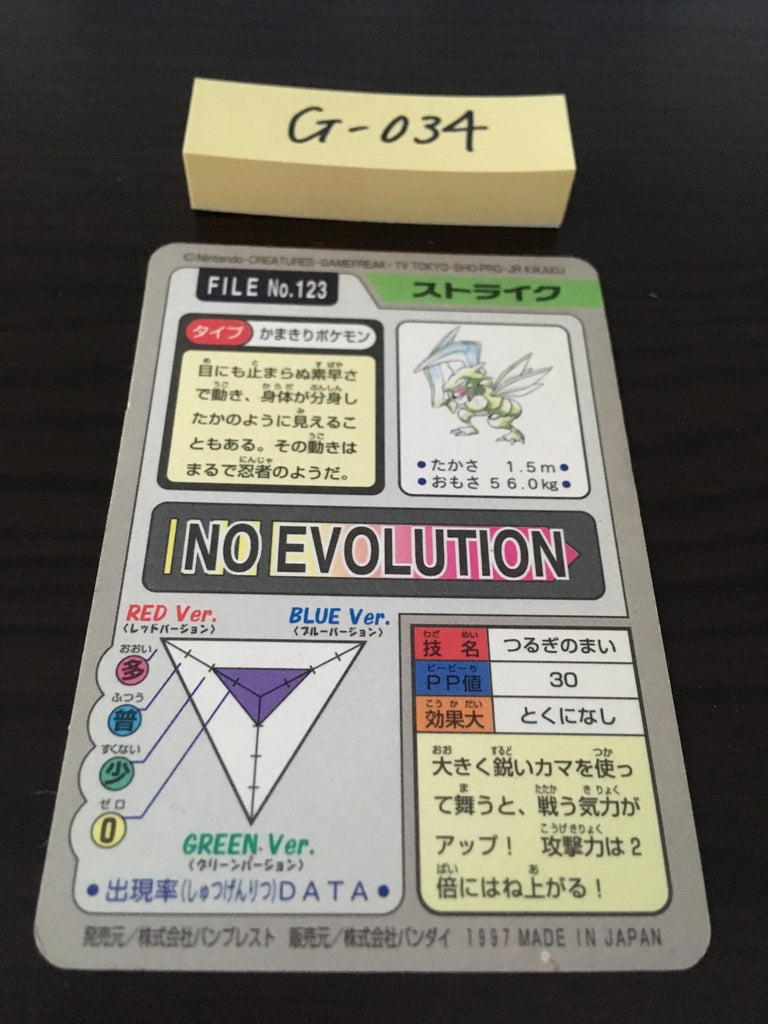 G-034
©Nintendo・CREATURES・GAMEFREAK・TV TOKYO・SHO-PRO・JR KIKAKU
FILE No.123
ストライク
タイプ かまきりポケモン
目にも止まらぬ素早さ
で動き、身体が分身し
たかのように見えるこ
ともある。その動きは
まるで忍者のようだ。
●たかさ 1.5m●
●おもさ 56.0kg●
NO EVOLUTION
RED Ver.
(レッドバージョン)
BLUE Ver.
(ブルーバージョン)
おおい
多
ふつう
普
すくない
少
ゼロ
0
GREEN Ver.
(グリーンバージョン)
●出現率(しゅつげんりつ)DATA●
技名 つるぎのまい
PP値 30
効果大 とくになし
大きく鋭いカマを使っ
て舞うと、戦う気力が
アップ! 攻撃力は2
倍にはね上がる!
発売元/株式会社バンプレスト 販売元/株式会社バンダイ 1997 MADE IN JAPAN